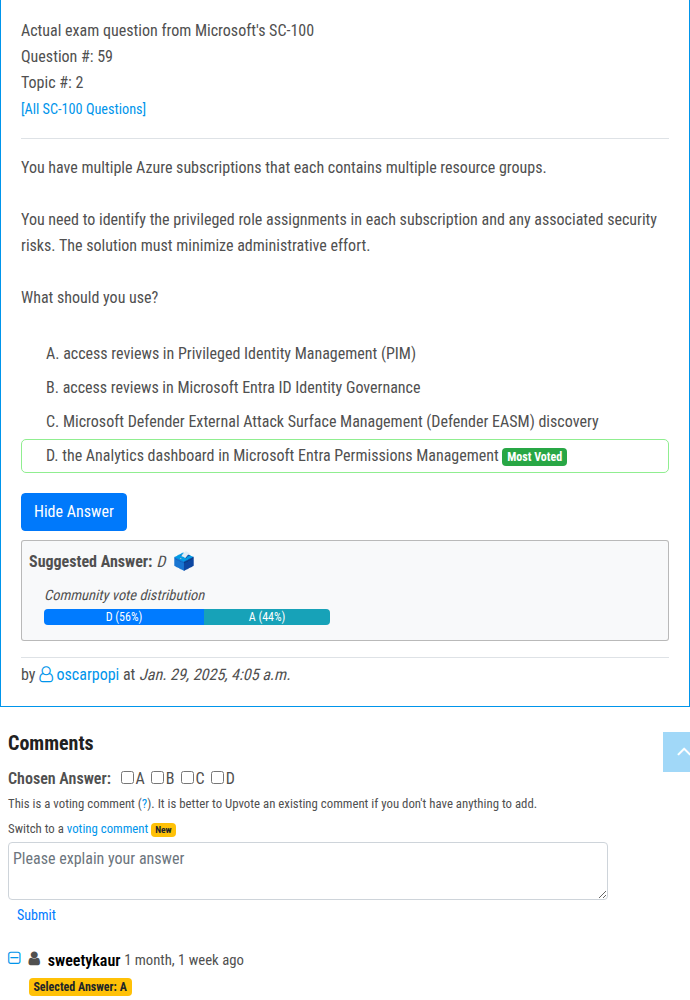 Actual exam question from Microsoft's SC-100
Question #: 59
Topic #: 2
[All SC-100 Questions]
You have multiple Azure subscriptions that each contains multiple resource groups.
You need to identify the privileged role assignments in each subscription and any associated security
risks. The solution must minimize administrative effort.
What should you use?
A. access reviews in Privileged Identity Management (PIM)
B. access reviews in Microsoft Entra ID Identity Governance
C. Microsoft Defender External Attack Surface Management (Defender EASM) discovery
D. the Analytics dashboard in Microsoft Entra Permissions Management Most Voted
Hide Answer
Suggested Answer: D
Community vote distribution
D (56%) A (44%)
by oscarpopi at Jan. 29, 2025, 4:05 a.m.
Comments
Chosen Answer: A B C D
This is a voting comment (?). It is better to Upvote an existing comment if you don't have anything to add.
Switch to a voting comment New
Please explain your answer
Submit
sweetykaur 1 month, 1 week ago
Selected Answer: A